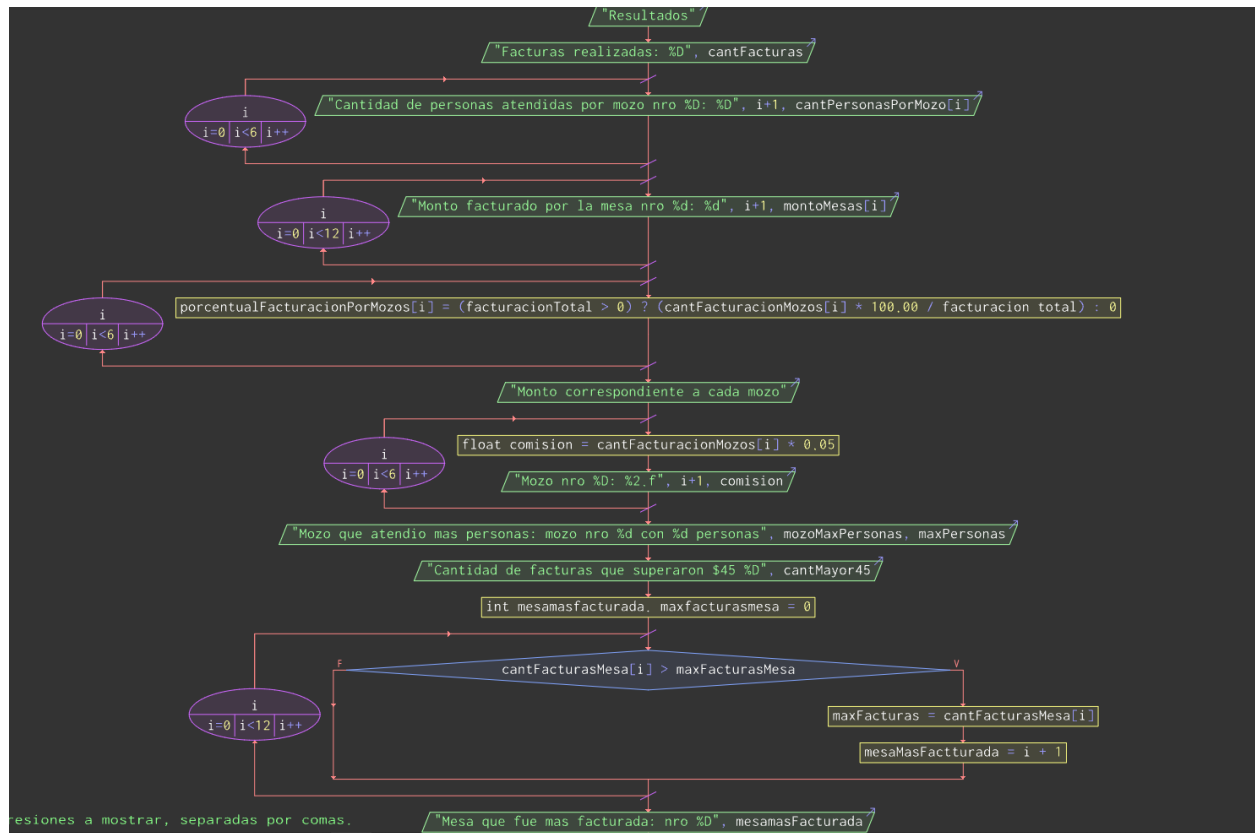 "Resultados"
"Facturas realizadas: %D", cantFacturas
"Cantidad de personas atendidas por mozo nro %D: %D", i+1, cantPersonasPorMozo[i]
i
i=0 i<6 i++
"Monto facturado por la mesa nro %d: %d", i+1, montoMesas[i]
i
i=0 i<12 i++
porcentualFacturacionPorMozos[i] = (facturacionTotal > 0) ? (cantFacturacionMozos[i] * 100.00 / facturacion total) : 0
i
i=0 i<6 i++
"Monto correspondiente a cada mozo"
float comision = cantFacturacionMozos[i] * 0.05
i
i=0 i<6 i++
"Mozo nro %D: %2.f", i+1, comision
"Mozo que atendio mas personas: mozo nro %d con %d personas", mozoMaxPersonas, maxPersonas
"Cantidad de facturas que superaron $45 %D", cantMayor45
int mesamasfacturada, maxfacturasmesa = 0
F
V
cantFacturasMesa[i] > maxFacturasMesa
i
i=0 i<12 i++
maxFacturas = cantFacturasMesa[i]
mesaMasFactturada = i + 1
resiones a mostrar, separadas por comas.
"Mesa que fue mas facturada: nro %D", mesamasFacturada